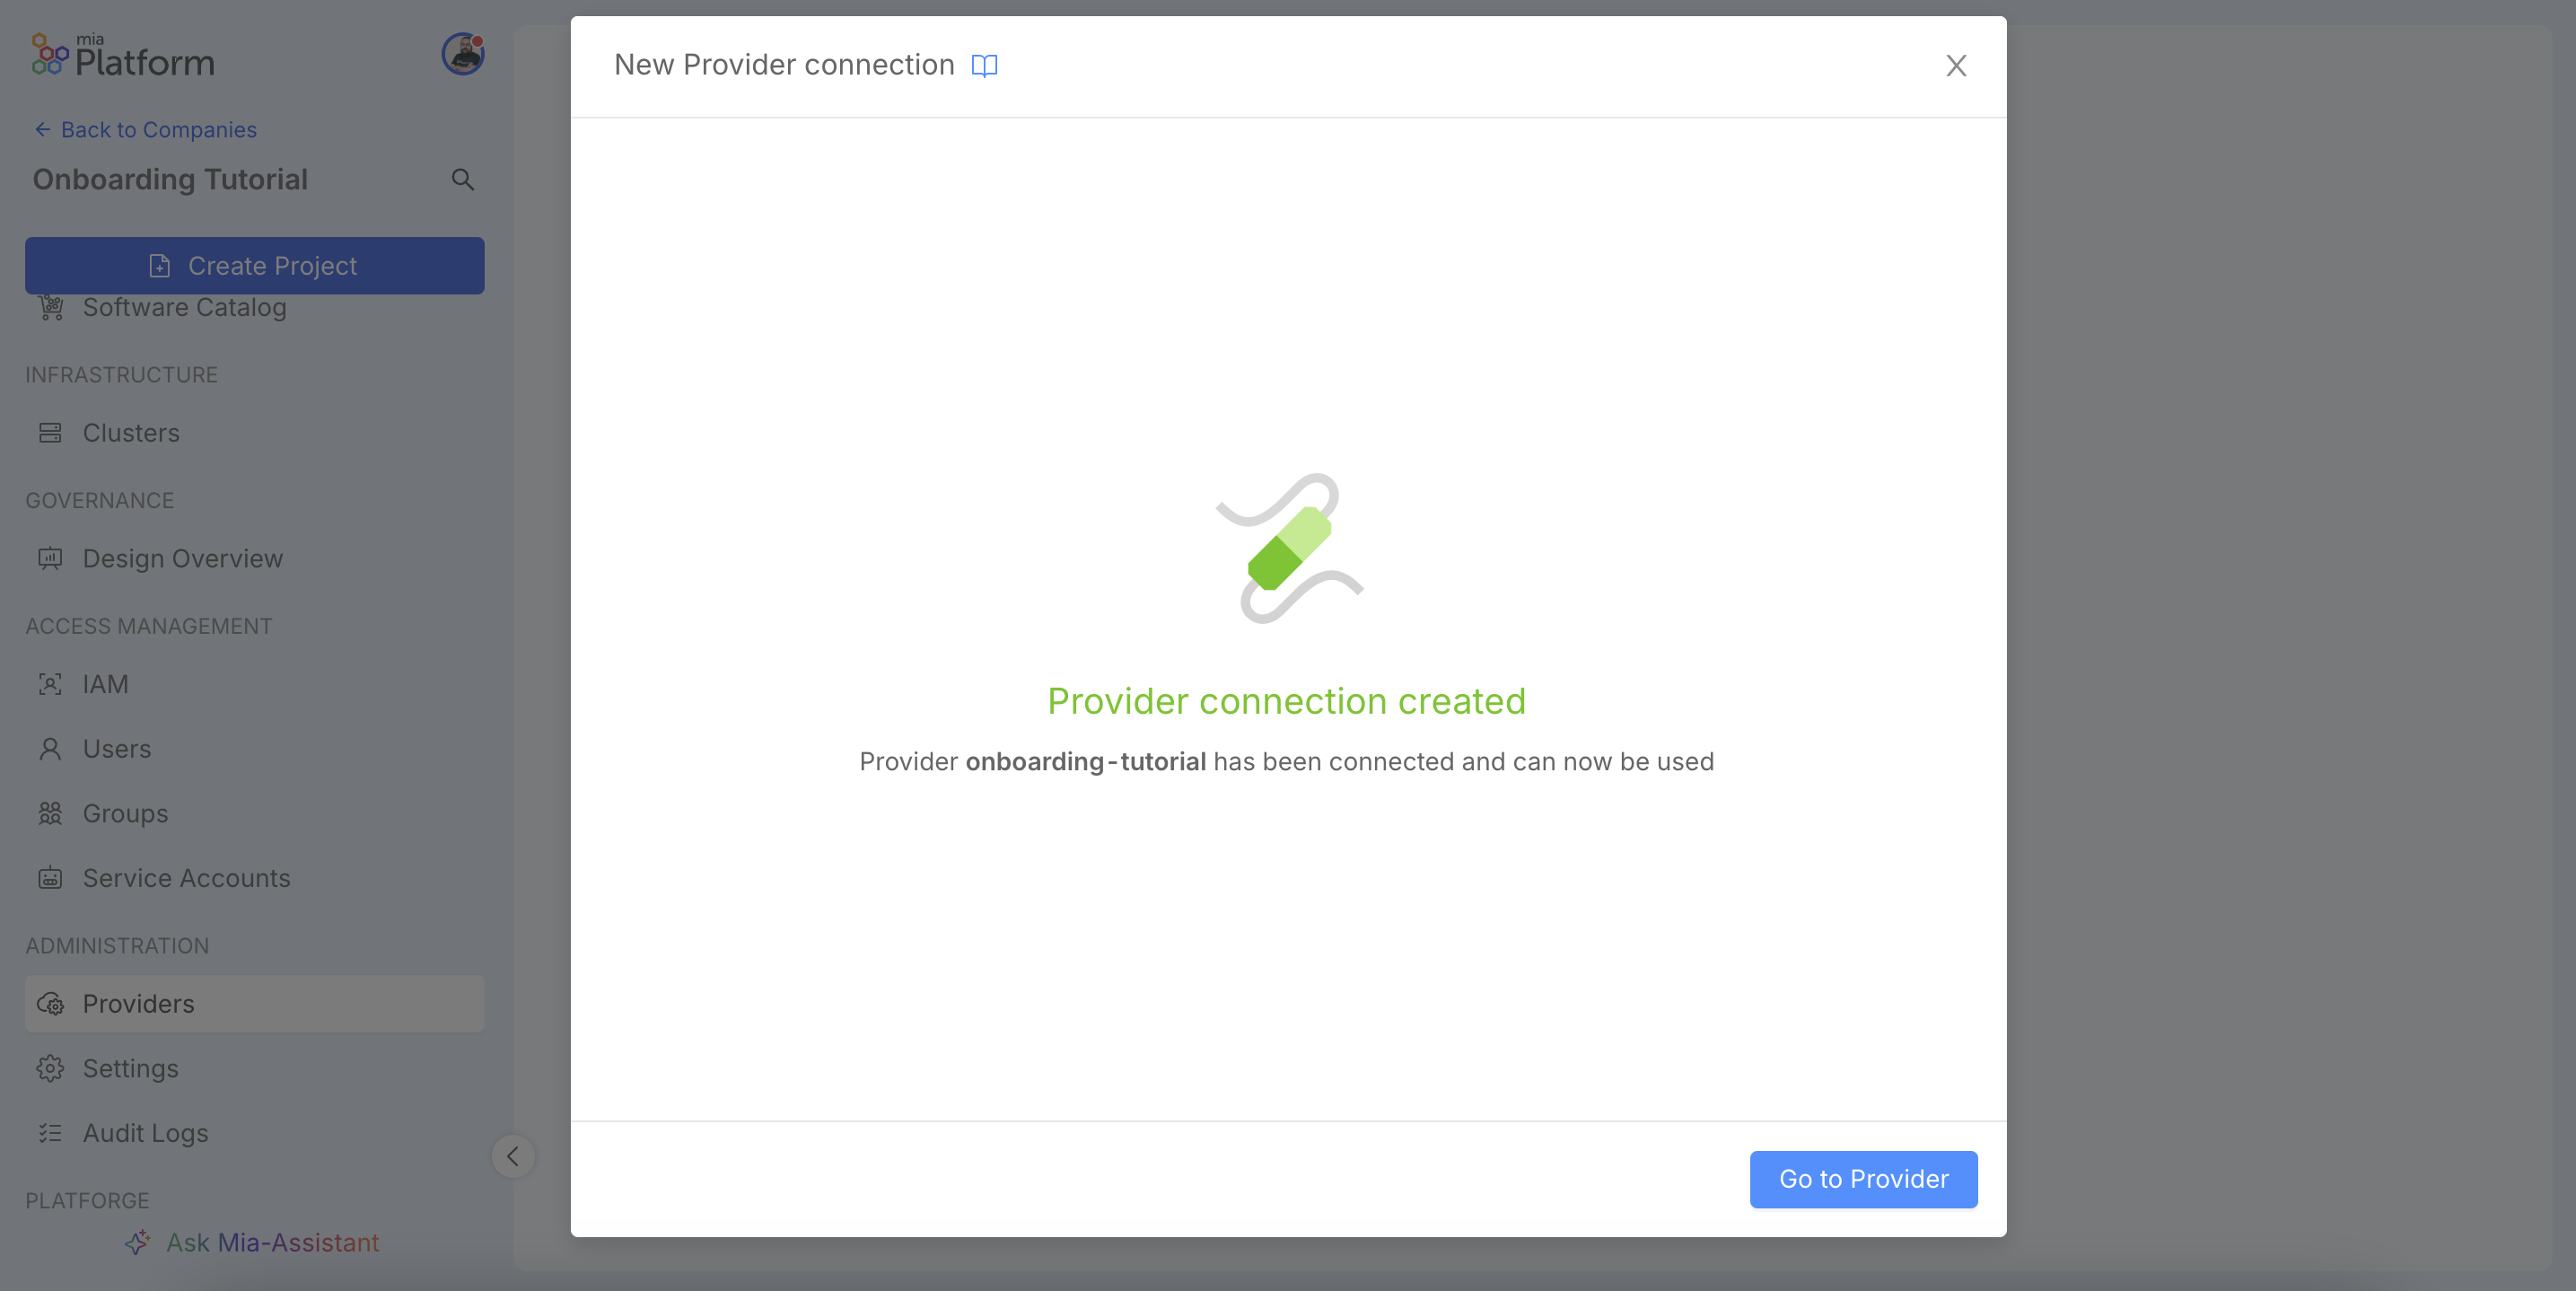 mia
Platform
Back to Companies
Onboarding Tutorial
Create Project
Software Catalog
INFRASTRUCTURE
Clusters
GOVERNANCE
Design Overview
ACCESS MANAGEMENT
IAM
Users
Groups
Service Accounts
ADMINISTRATION
Providers
Settings
Audit Logs
PLATFORGE
Ask Mia-Assistant
New Provider connection
Provider connection created
Provider onboarding-tutorial has been connected and can now be used
Go to Provider